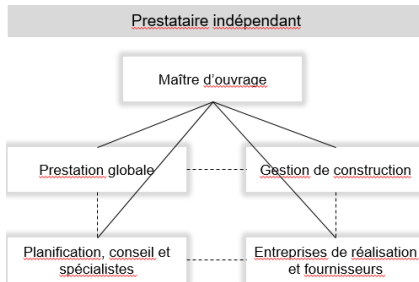 Prestataire indépendant
Maître d'ouvrage
Prestation globale
Gestion de construction
Planification, conseil et
spécialistes
Entreprises de réalisation
et fournisseurs